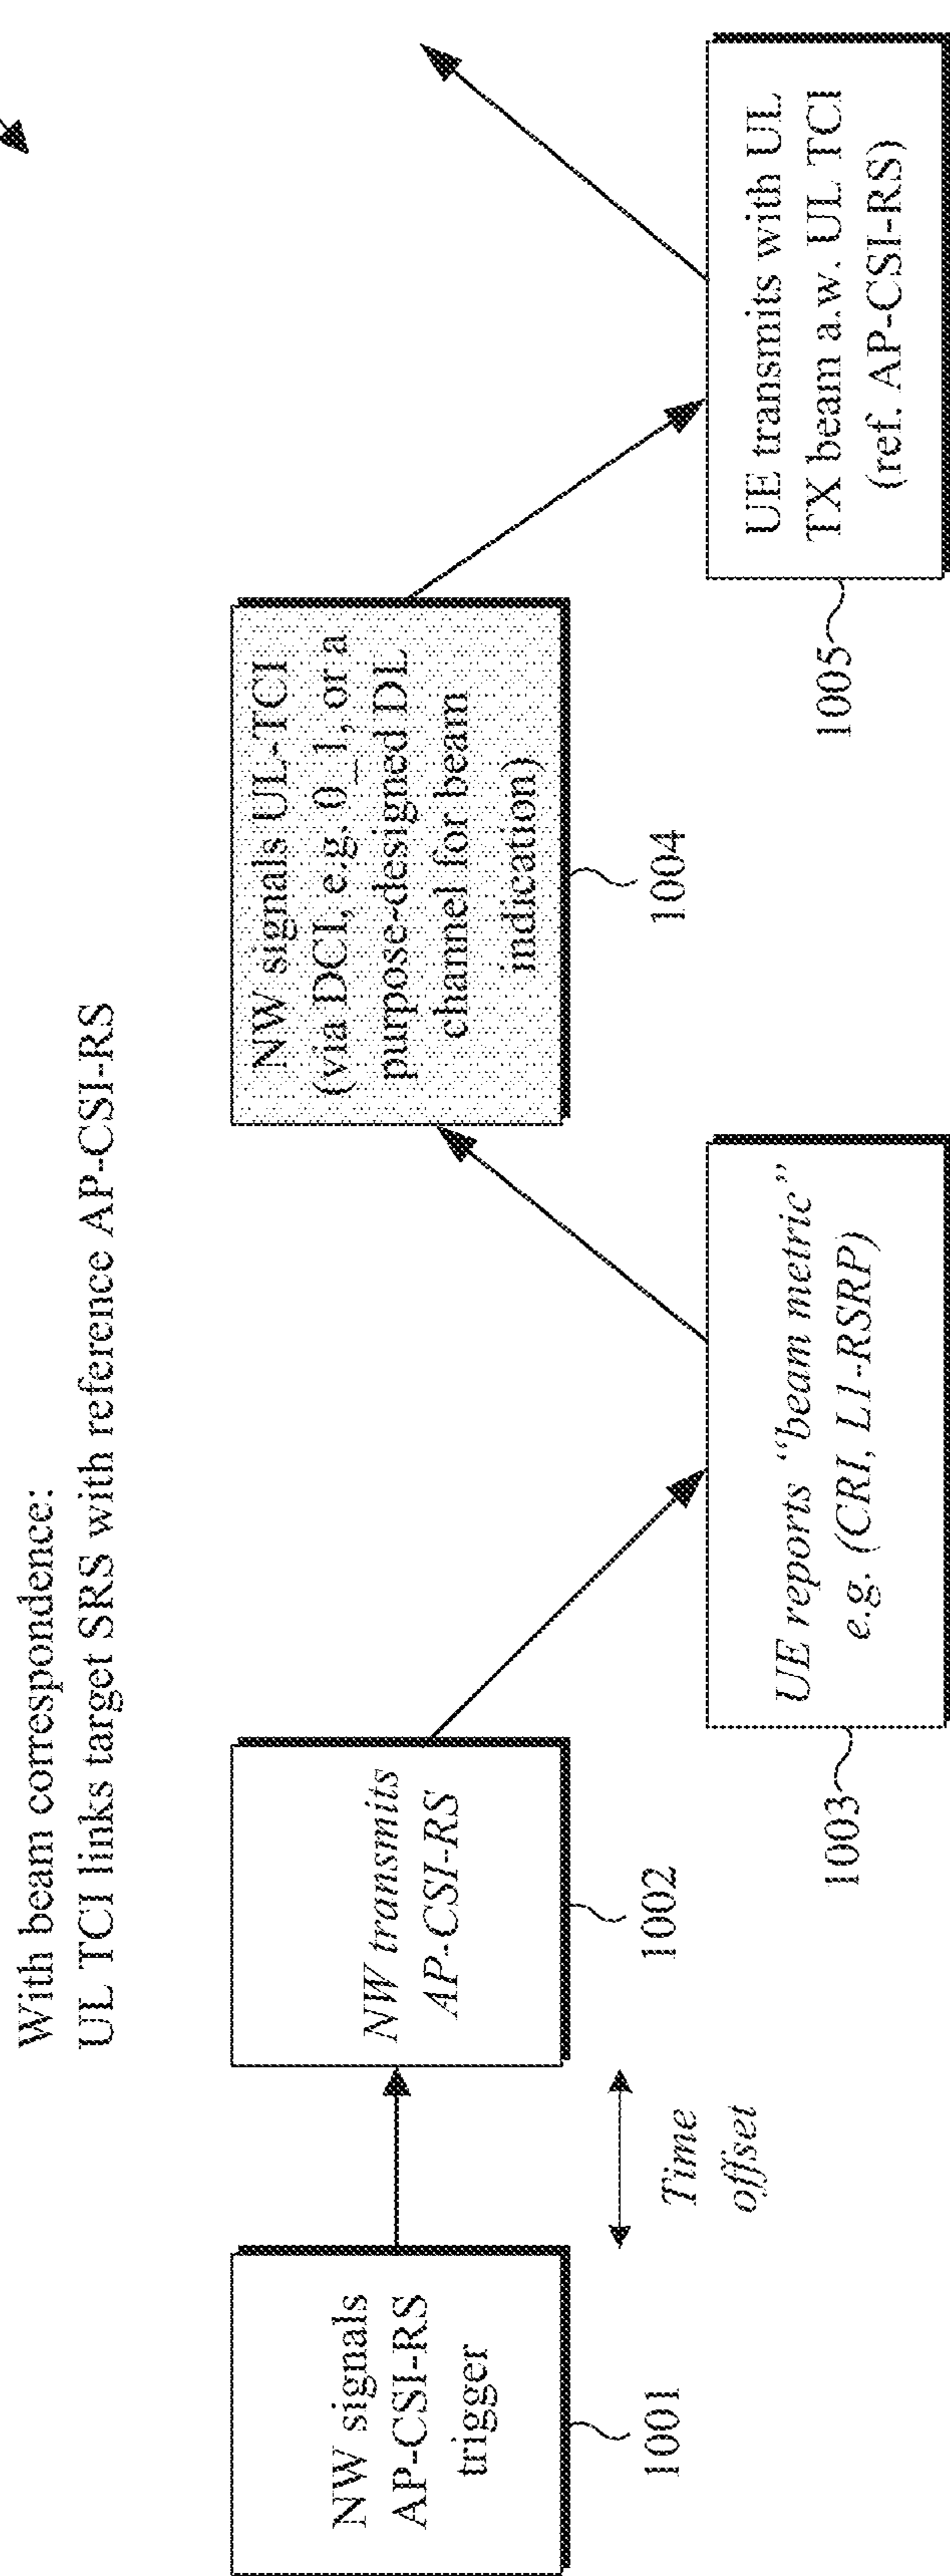 With beam correspondence:
UL TCI links target SRS with reference AP-CSI-RS
NW signals
AP-CSI-RS
trigger
1001
Time
offset
NW transmits
AP-CSI-RS
1002
UE reports “beam metric”
e.g. (CRI, L1-RSRP)
1003
NW signals UL-TCI
(via DCI, e.g. 0_1, or a
purpose-designed DL
channel for beam
indication)
1004
UE transmits with UL
TX beam a.w. UL TCI
(ref. AP-CSI-RS)
1005